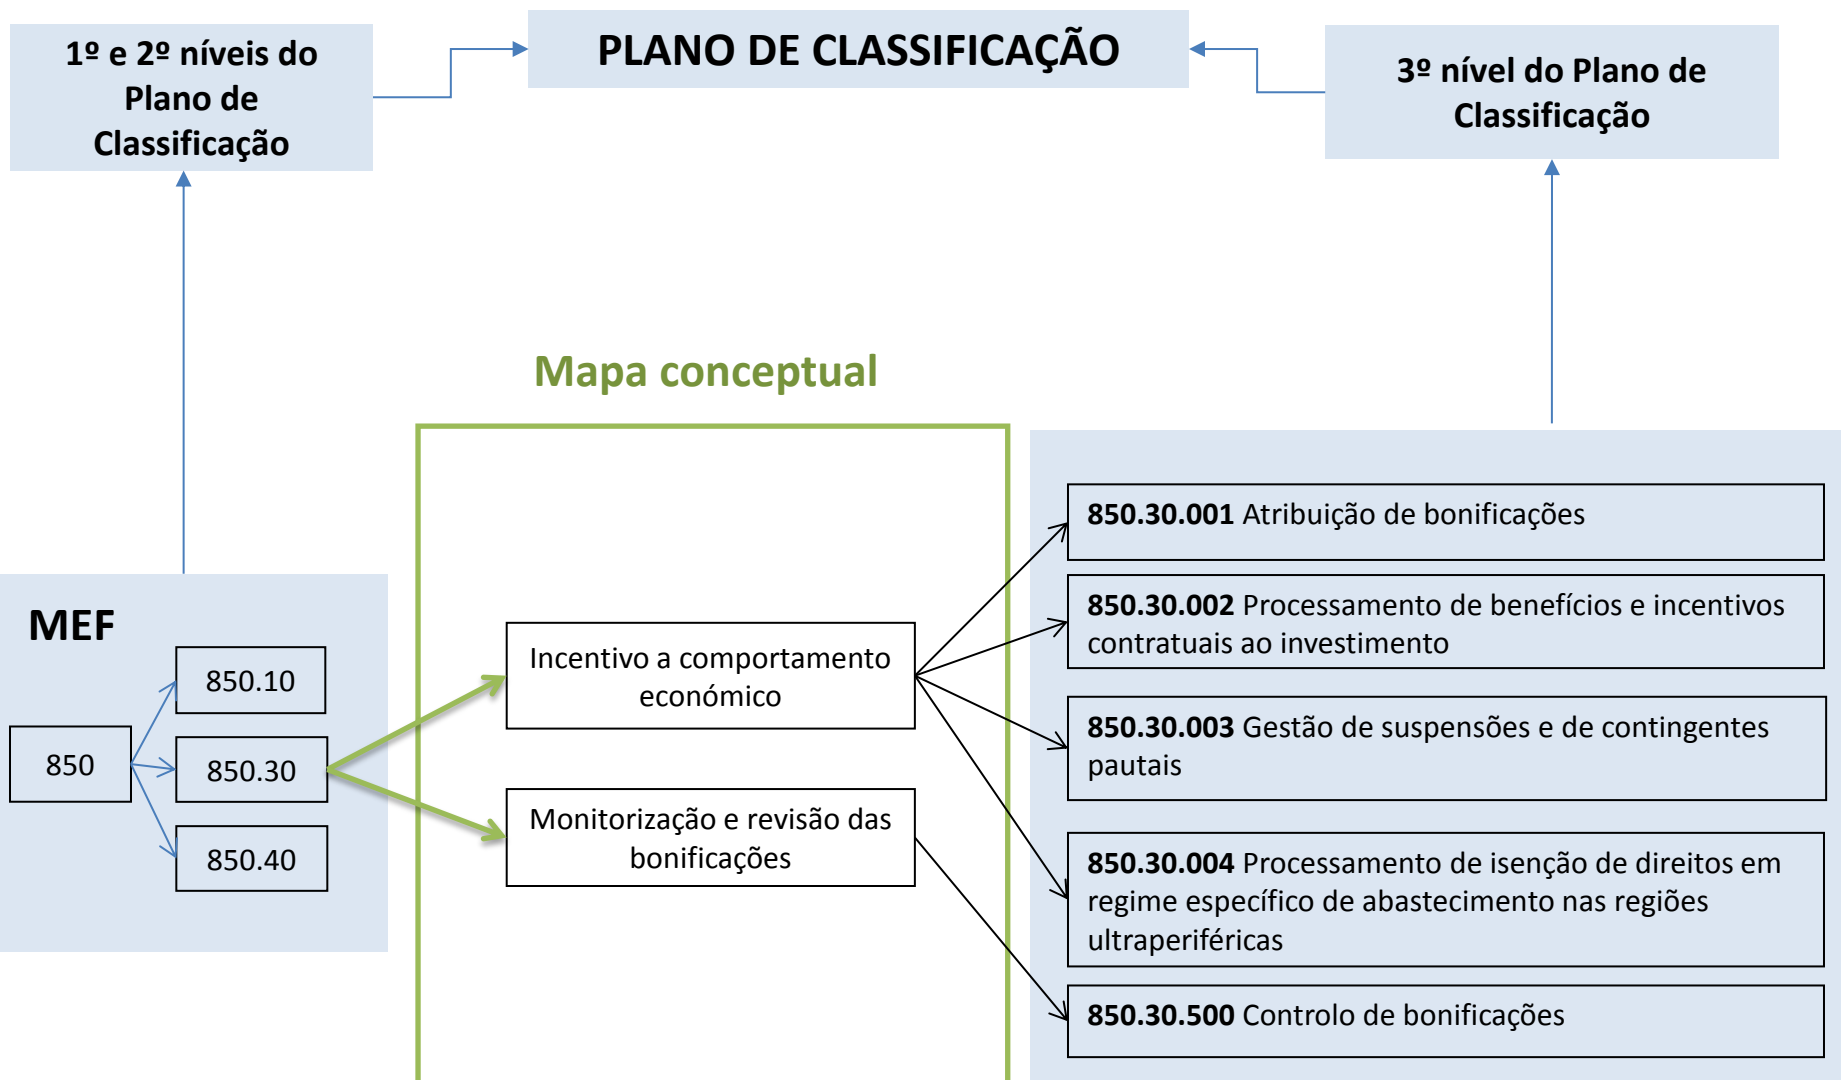 1º e 2º níveis do
Plano de
Classificação
PLANO DE CLASSIFICAÇÃO
3º nível do Plano de
Classificação
Mapa conceptual
MEF
850
850.10
850.30
850.40
Incentivo a comportamento
económico
Monitorização e revisão das
bonificações
850.30.001 Atribuição de bonificações
850.30.002 Processamento de benefícios e incentivos
contratuais ao investimento
850.30.003 Gestão de suspensões e de contingentes
pautais
850.30.004 Processamento de isenção de direitos em
regime específico de abastecimento nas regiões
ultraperiféricas
850.30.500 Controlo de bonificações